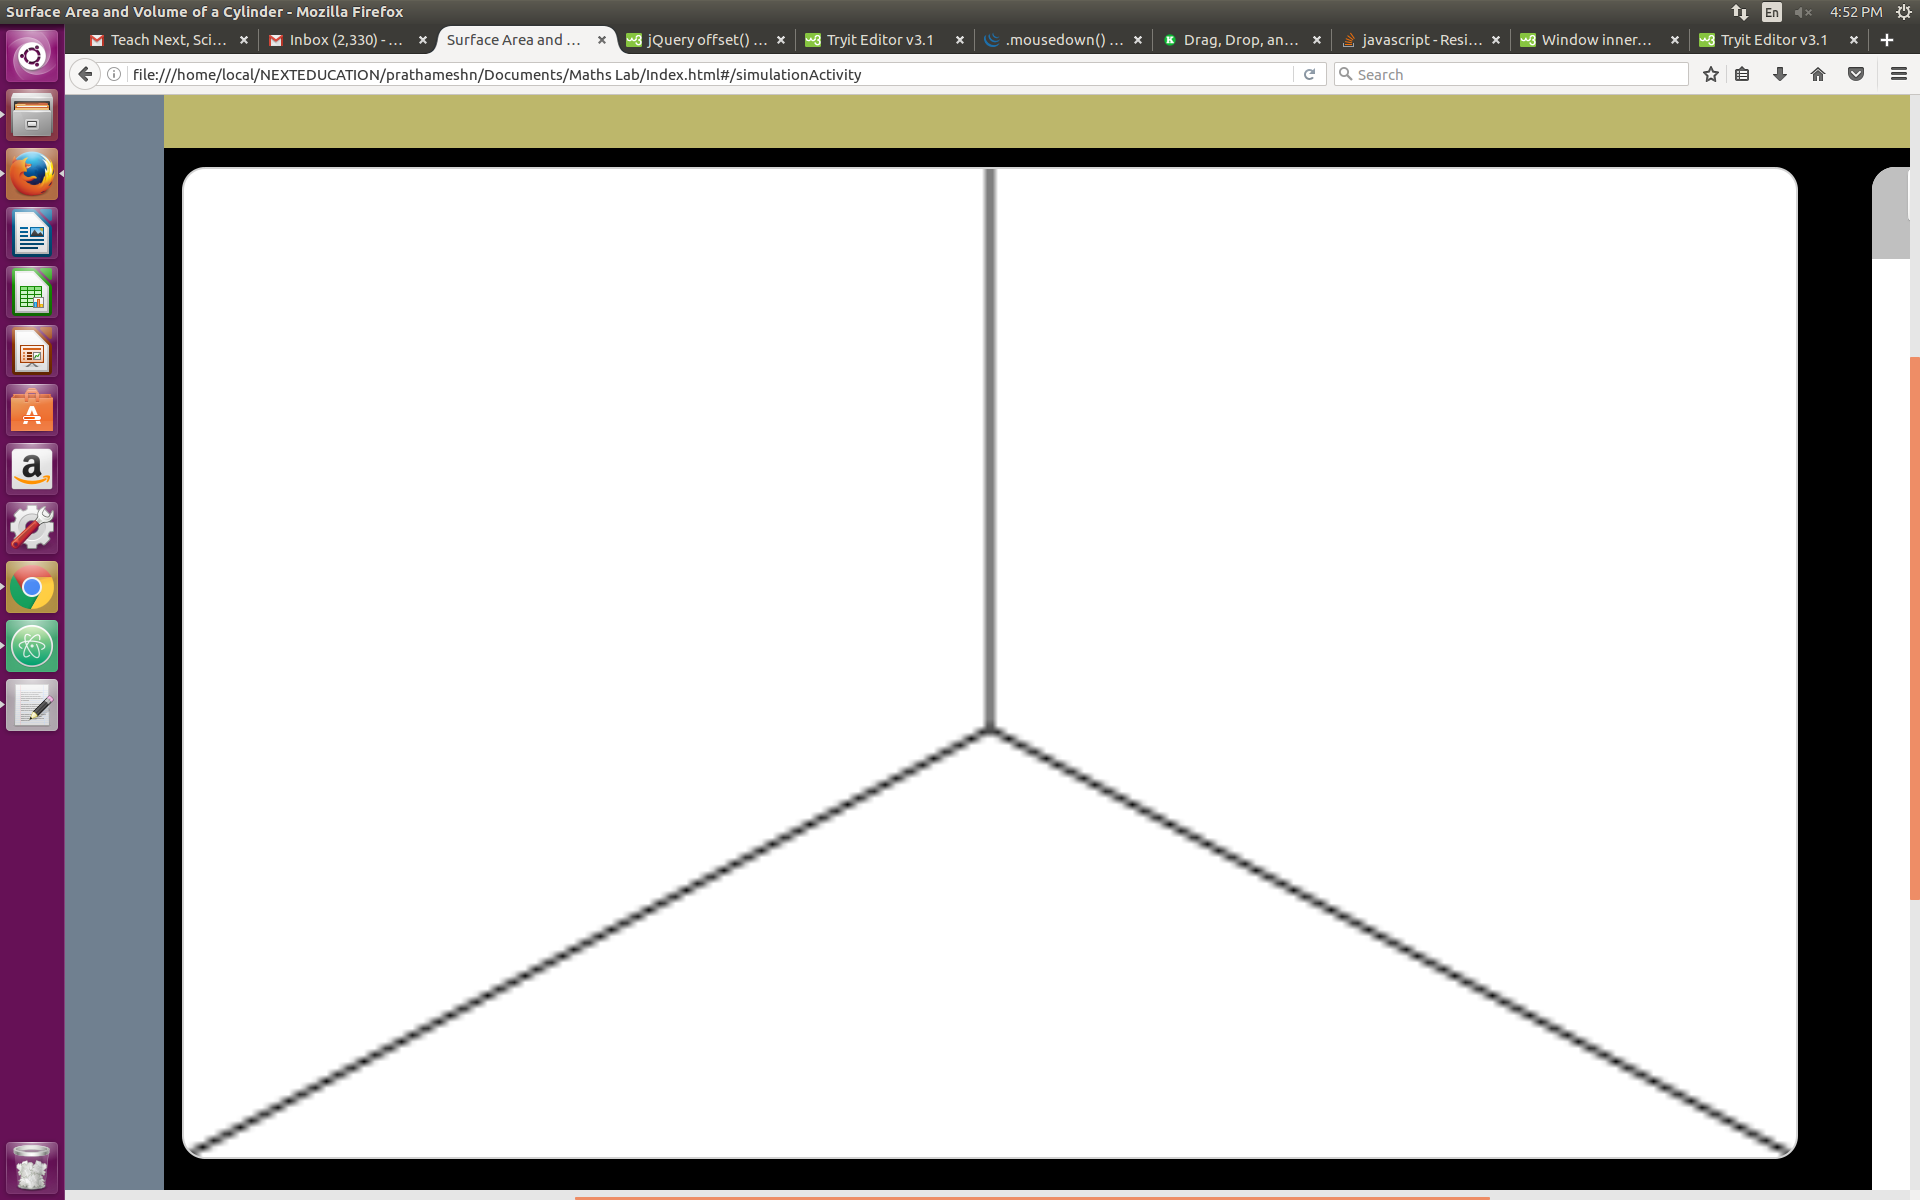 Surface Area and Volume of a Cylinder - Mozilla Firefox
En
4:52 PM
Teach Next, Sci...
Inbox (2,330) - ...
Surface Area and ...
jQuery offset() ...
Tryit Editor v3.1
.mousedown() ...
Drag, Drop, an...
javascript - Resi...
Window inner...
Tryit Editor v3.1
file:///home/local/NEXTEDUCATION/prathameshn/Documents/Maths Lab/Index.html#/simulationActivity
Search